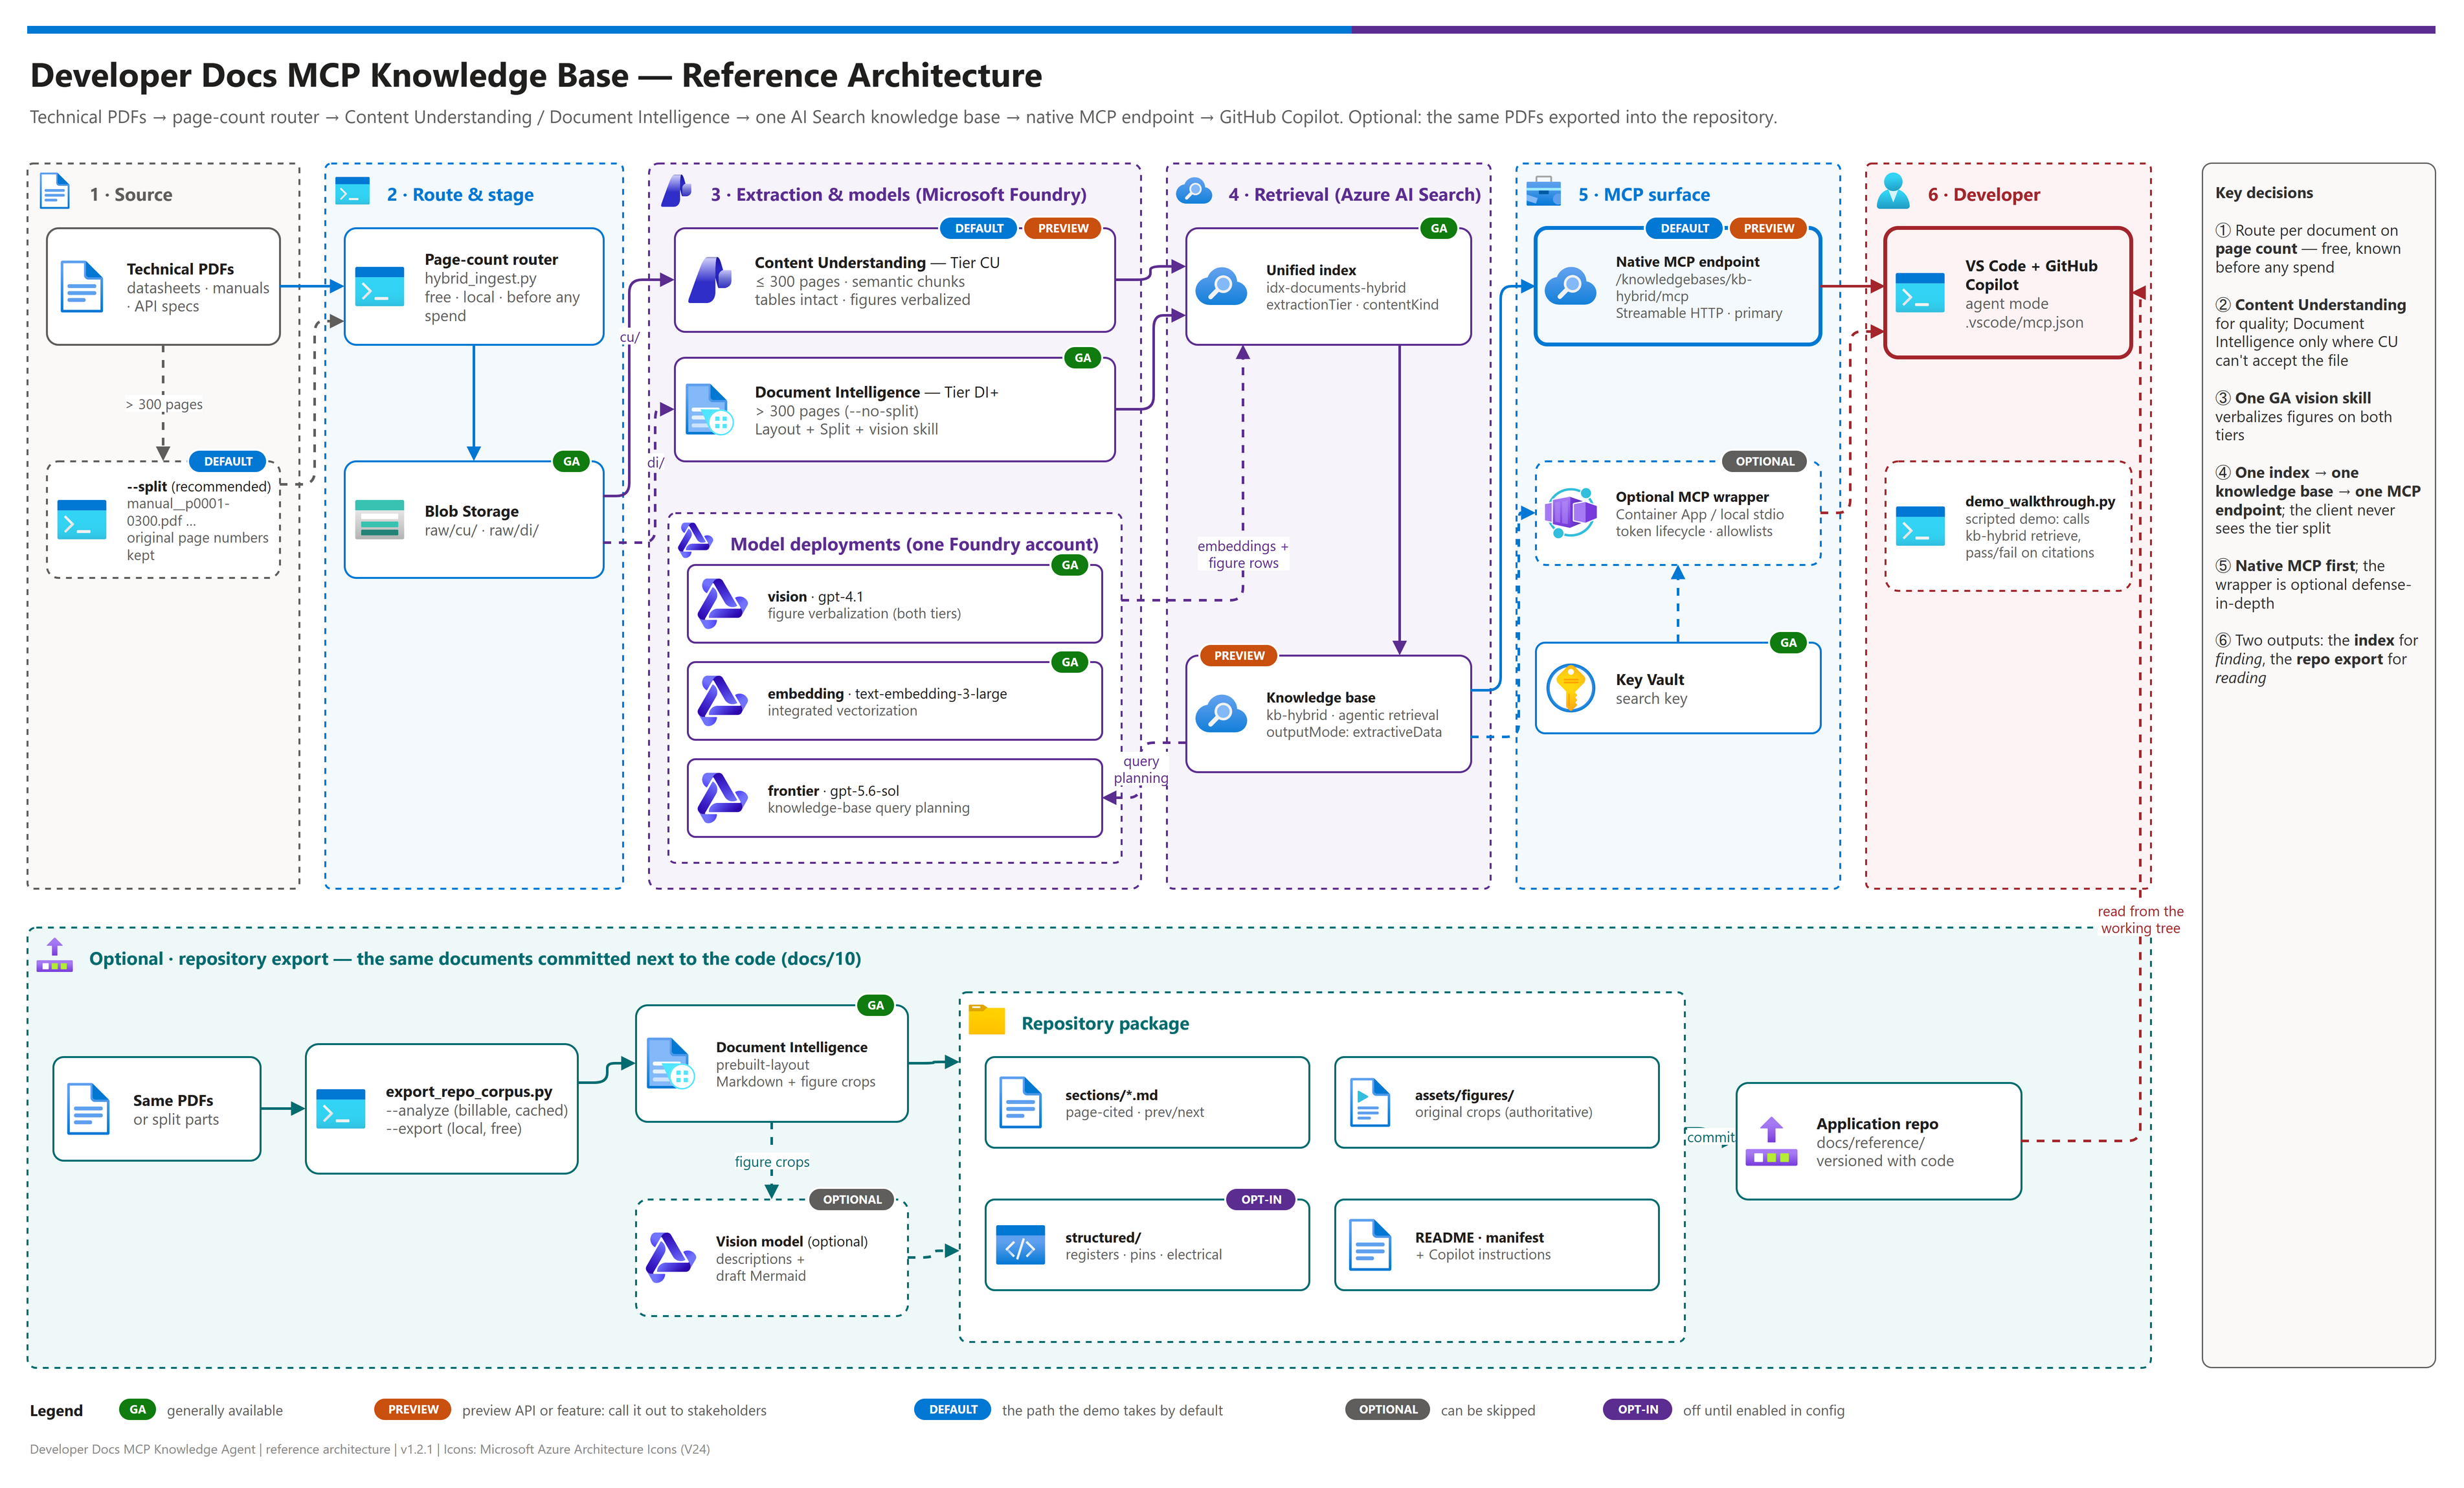 Developer Docs MCP Knowledge Base — Reference Architecture
Technical PDFs → page-count router → Content Understanding / Document Intelligence → one AI Search knowledge base → native MCP endpoint → GitHub Copilot. Optional: the same PDFs exported into the repository.
1 · Source
Technical PDFs
datasheets · manuals
· API specs
> 300 pages
DEFAULT
--split (recommended)
manual__p0001-
0300.pdf ...
original page numbers
kept
2 · Route & stage
Page-count router
hybrid_ingest.py
free · local · before any
spend
GA
Blob Storage
raw/cu/ · raw/di/
cu/
di/
3 · Extraction & models (Microsoft Foundry)
DEFAULT
PREVIEW
Content Understanding — Tier CU
≤ 300 pages · semantic chunks
tables intact · figures verbalized
GA
Document Intelligence — Tier DI+
> 300 pages (--no-split)
Layout + Split + vision skill
Model deployments (one Foundry account)
GA
vision · gpt-4.1
figure verbalization (both tiers)
GA
embedding · text-embedding-3-large
integrated vectorization
frontier · gpt-5.6-sol
knowledge-base query planning
4 · Retrieval (Azure AI Search)
GA
Unified index
idx-documents-hybrid
extractionTier · contentKind
embeddings +
figure rows
PREVIEW
Knowledge base
kb-hybrid · agentic retrieval
outputMode: extractiveData
query
planning
5 · MCP surface
DEFAULT
PREVIEW
Native MCP endpoint
/knowledgebases/kb-
hybrid/mcp
Streamable HTTP · primary
OPTIONAL
Optional MCP wrapper
Container App / local stdio
token lifecycle · allowlists
GA
Key Vault
search key
6 · Developer
VS Code + GitHub
Copilot
agent mode
.vscode/mcp.json
demo_walkthrough.py
scripted demo: calls
kb-hybrid retrieve,
pass/fail on citations
read from the
working tree
Key decisions
① Route per document on
page count — free, known
before any spend
② Content Understanding
for quality; Document
Intelligence only where CU
can't accept the file
③ One GA vision skill
verbalizes figures on both
tiers
④ One index → one
knowledge base → one MCP
endpoint; the client never
sees the tier split
⑤ Native MCP first; the
wrapper is optional defense-
in-depth
⑥ Two outputs: the index for
finding, the repo export for
reading
Optional · repository export — the same documents committed next to the code (docs/10)
Same PDFs
or split parts
export_repo_corpus.py
--analyze (billable, cached)
--export (local, free)
GA
Document Intelligence
prebuilt-layout
Markdown + figure crops
figure crops
OPTIONAL
Vision model (optional)
descriptions +
draft Mermaid
Repository package
sections/*.md
page-cited · prev/next
assets/figures/
original crops (authoritative)
OPT-IN
structured/
registers · pins · electrical
README · manifest
+ Copilot instructions
commit
Application repo
docs/reference/
versioned with code
Legend
GA generally available
PREVIEW preview API or feature: call it out to stakeholders
DEFAULT the path the demo takes by default
OPTIONAL can be skipped
OPT-IN off until enabled in config
Developer Docs MCP Knowledge Agent | reference architecture | v1.2.1 | Icons: Microsoft Azure Architecture Icons (V24)